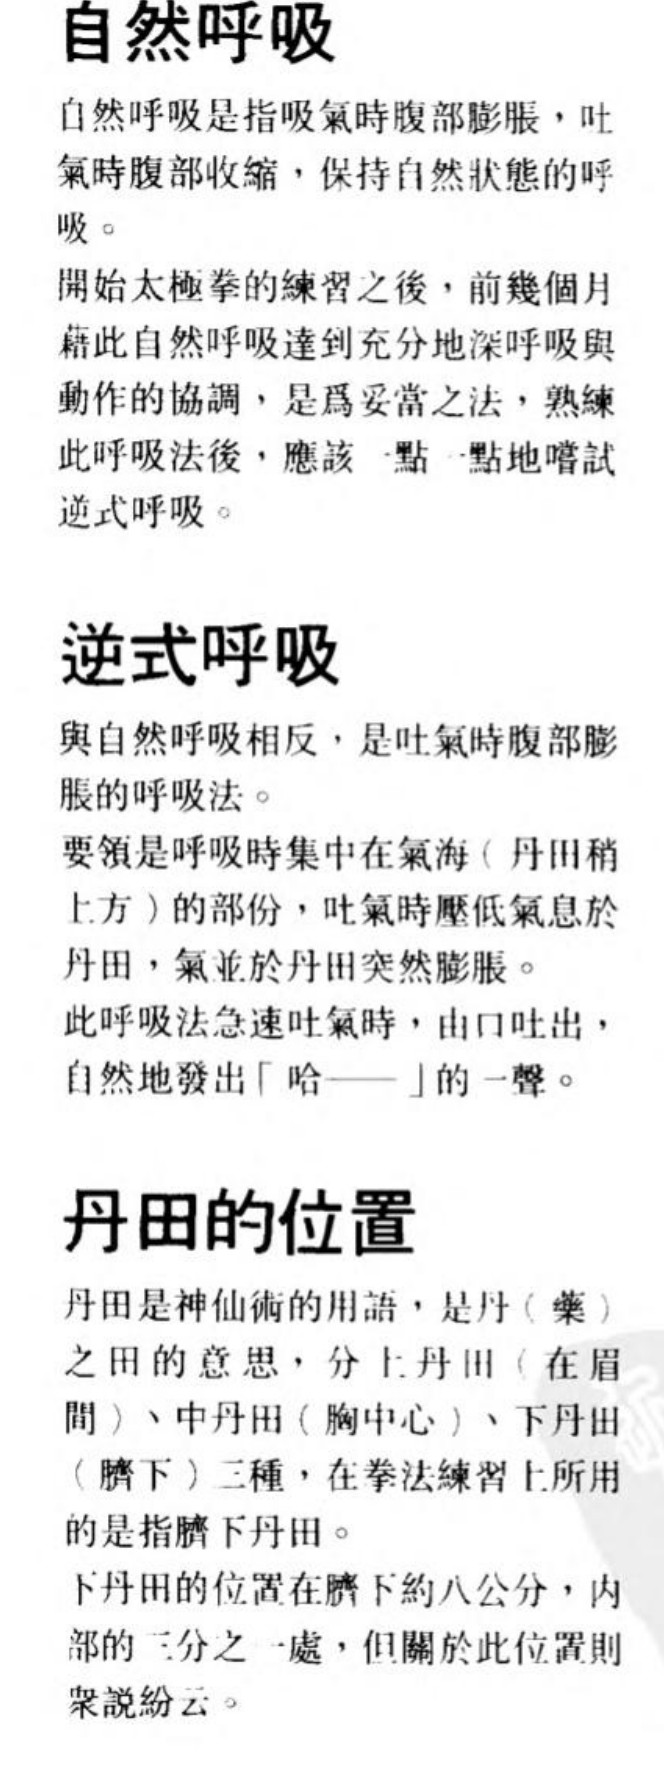 自然呼吸
自然呼吸是指吸氣時腹部膨脹，吐
氣時腹部收縮，保持自然狀態的呼
吸。
開始太極拳的練習之後，前幾個月
藉此自然呼吸達到充分地深呼吸與
動作的協調，是爲妥當之法，熟練
此呼吸法後，應該一點一點地嚐試
逆式呼吸。
逆式呼吸
與自然呼吸相反，是吐氣時腹部膨
脹的呼吸法。
要領是呼吸時集中在氣海（丹田稍
上方）的部份，吐氣時壓低氣息於
丹田，氣並於丹田突然膨脹。
此呼吸法急速吐氣時，由口吐出，
自然地發出「哈——」的一聲。
丹田的位置
丹田是神仙術的用語，是丹（藥）
之田的意思，分上丹田（在眉
間）、中丹田（胸中心）、下丹田
（臍下）三種，在拳法練習上所用
的是指臍下丹田。
下丹田的位置在臍下約八公分，内
部的三分之一處，但關於此位置則
衆説紛云。